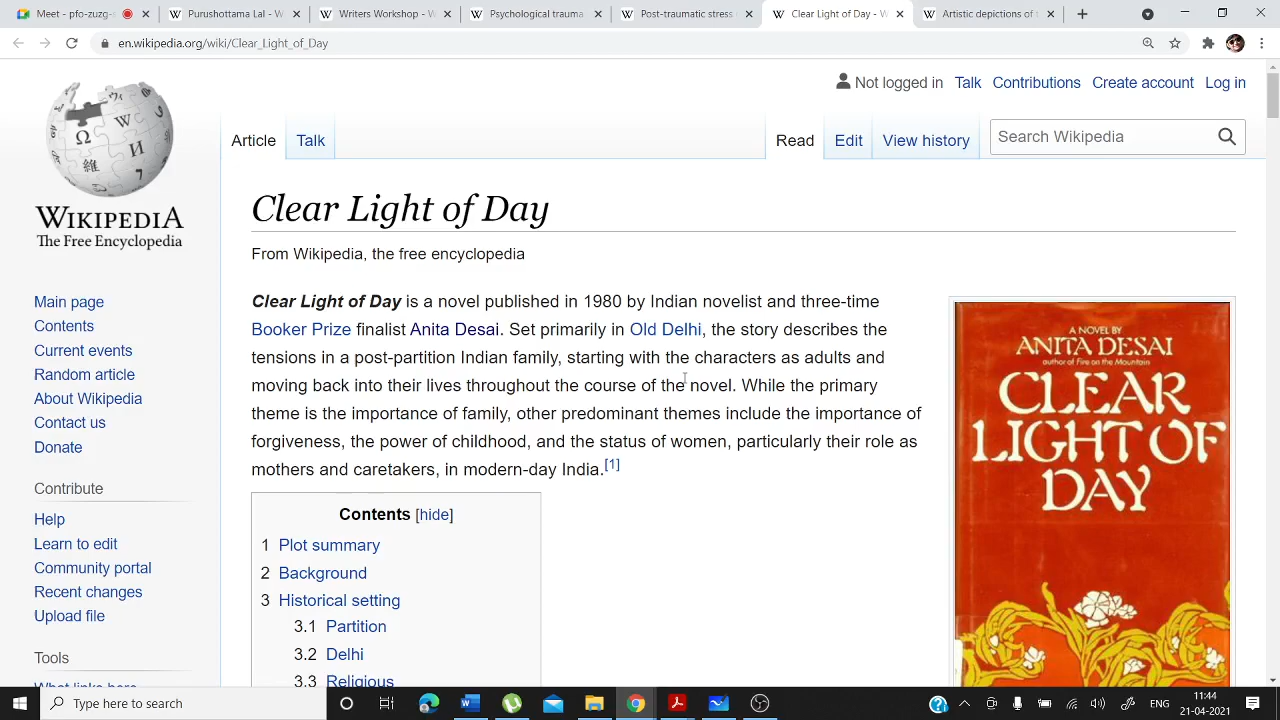 Meet - pfo-zuzg-
Purushottama Lal - W
Writers Workshop - W
Psychological trauma
Post-traumatic stress
Clear Light of Day - W
Artistic depictions of
en.wikipedia.org/wiki/Clear_Light_of_Day
Not logged in Talk Contributions Create account Log in
Article Talk Read Edit View history Search Wikipedia
WIKIPEDIA
The Free Encyclopedia
Main page
Contents
Current events
Random article
About Wikipedia
Contact us
Donate
Contribute
Help
Learn to edit
Community portal
Recent changes
Upload file
Tools
What links here
Clear Light of Day
From Wikipedia, the free encyclopedia
Clear Light of Day is a novel published in 1980 by Indian novelist and three-time
Booker Prize finalist Anita Desai. Set primarily in Old Delhi, the story describes the
tensions in a post-partition Indian family, starting with the characters as adults and
moving back into their lives throughout the course of the novel. While the primary
theme is the importance of family, other predominant themes include the importance of
forgiveness, the power of childhood, and the status of women, particularly their role as
mothers and caretakers, in modern-day India.[1]
Contents [hide]
1 Plot summary
2 Background
3 Historical setting
3.1 Partition
3.2 Delhi
3.3 Religious
A NOVEL BY
ANITA DESAI
author of Fire on the Mountain
CLEAR
LIGHT OF
DAY
Type here to search
ENG
11:44
21-04-2021